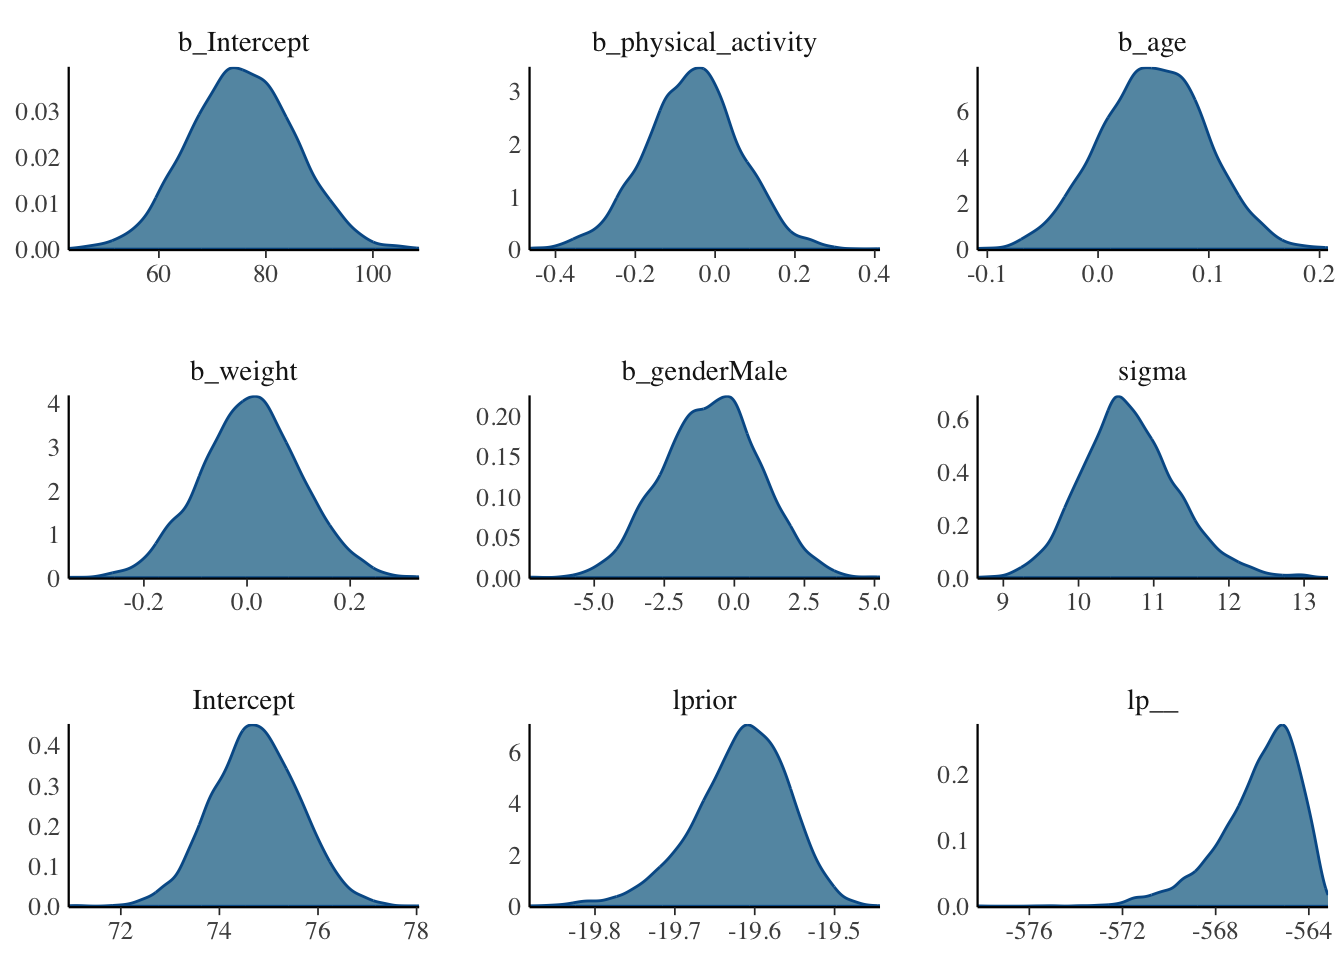 b_Intercept
0.03
0.02
0.01
0.00
60 80 100
b_physical_activity
3
2
1
0
-0.4 -0.2 0.0 0.2 0.4
b_age
6
4
2
0
-0.1 0.0 0.1 0.2
b_weight
4
3
2
1
0
-0.2 0.0 0.2
b_genderMale
0.20
0.15
0.10
0.05
0.00
-5.0 -2.5 0.0 2.5 5.0
sigma
0.6
0.4
0.2
0.0
9 10 11 12 13
Intercept
0.4
0.3
0.2
0.1
0.0
72 74 76 78
lprior
6
4
2
0
-19.8 -19.7 -19.6 -19.5
lp__
0.2
0.1
0.0
-576 -572 -568 -564